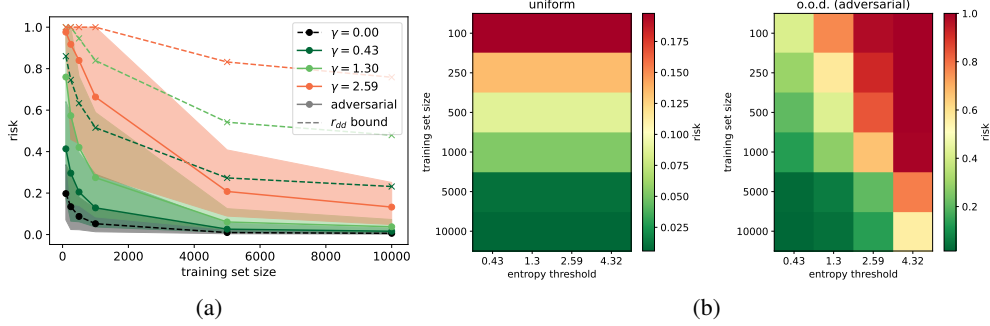 1.0
0.8
0.6
0.4
0.2
0.0
risk
0
2000
4000
6000
8000
10000
training set size
γ = 0.00
γ = 0.43
γ = 1.30
γ = 2.59
adversarial
r_dd bound
(a)
uniform
100
250
500
1000
5000
10000
training set size
0.43
1.3
2.59
4.32
entropy threshold
0.175
0.150
0.125
0.100
0.075
0.050
0.025
risk
o.o.d. (adversarial)
100
250
500
1000
5000
10000
training set size
0.43
1.3
2.59
4.32
entropy threshold
1.0
0.8
0.6
0.4
0.2
risk
(b)